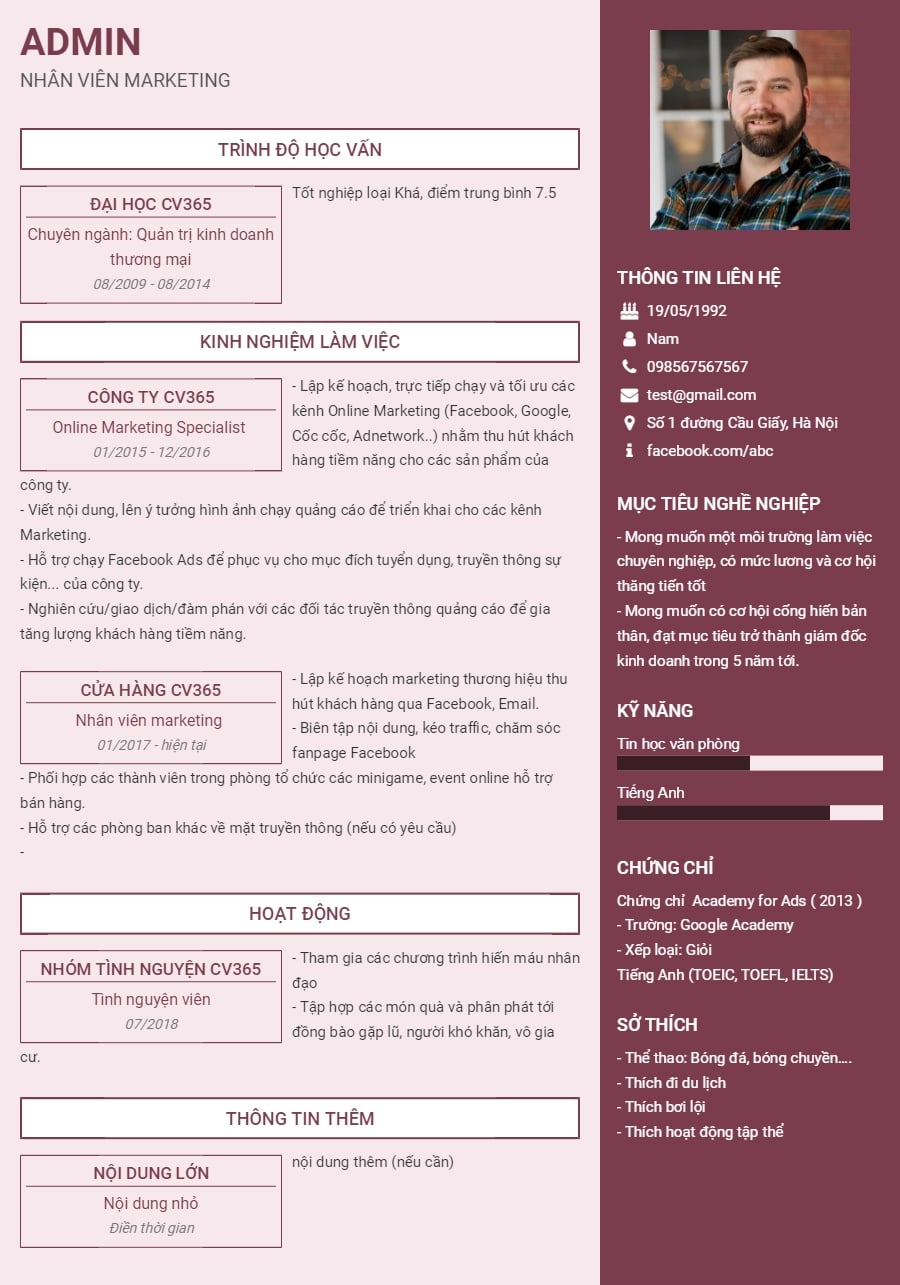 ADMIN
NHÂN VIÊN MARKETING
TRÌNH ĐỘ HỌC VẤN
ĐẠI HỌC CV365
Chuyên ngành: Quản trị kinh doanh
thương mại
08/2009 - 08/2014
Tốt nghiệp loại Khá, điểm trung bình 7.5
KINH NGHIỆM LÀM VIỆC
CÔNG TY CV365
Online Marketing Specialist
01/2015 - 12/2016
- Lập kế hoạch, trực tiếp chạy và tối ưu các
kênh Online Marketing (Facebook, Google,
Cốc cốc, Adnetwork..) nhằm thu hút khách
hàng tiềm năng cho các sản phẩm của
công ty.
- Viết nội dung, lên ý tưởng hình ảnh chạy quảng cáo để triển khai cho các kênh
Marketing.
- Hỗ trợ chạy Facebook Ads để phục vụ cho mục đích tuyển dụng, truyền thông sự
kiện... của công ty.
- Nghiên cứu/giao dịch/đàm phán với các đối tác truyền thông quảng cáo để gia
tăng lượng khách hàng tiềm năng.
CỬA HÀNG CV365
Nhân viên marketing
01/2017 - hiện tại
- Lập kế hoạch marketing thương hiệu thu
hút khách hàng qua Facebook, Email.
- Biên tập nội dung, kéo traffic, chăm sóc
fanpage Facebook
- Phối hợp các thành viên trong phòng tổ chức các minigame, event online hỗ trợ
bán hàng.
- Hỗ trợ các phòng ban khác về mặt truyền thông (nếu có yêu cầu)
-
HOẠT ĐỘNG
NHÓM TÌNH NGUYỆN CV365
Tình nguyện viên
07/2018
- Tham gia các chương trình hiến máu nhân
đạo
- Tập hợp các món quà và phân phát tới
đồng bào gặp lũ, người khó khăn, vô gia
cư.
THÔNG TIN THÊM
NỘI DUNG LỚN
Nội dung nhỏ
Điền thời gian
nội dung thêm (nếu cần)
THÔNG TIN LIÊN HỆ
19/05/1992
Nam
098567567567
test@gmail.com
Số 1 đường Cầu Giấy, Hà Nội
facebook.com/abc
MỤC TIÊU NGHỀ NGHIỆP
- Mong muốn một môi trường làm việc
chuyên nghiệp, có mức lương và cơ hội
thăng tiến tốt
- Mong muốn có cơ hội cống hiến bản
thân, đạt mục tiêu trở thành giám đốc
kinh doanh trong 5 năm tới.
KỸ NĂNG
Tin học văn phòng
Tiếng Anh
CHỨNG CHỈ
Chứng chỉ  Academy for Ads ( 2013 )
- Trường: Google Academy
- Xếp loại: Giỏi
Tiếng Anh (TOEIC, TOEFL, IELTS)
SỞ THÍCH
- Thể thao: Bóng đá, bóng chuyền....
- Thích đi du lịch
- Thích bơi lội
- Thích hoạt động tập thể